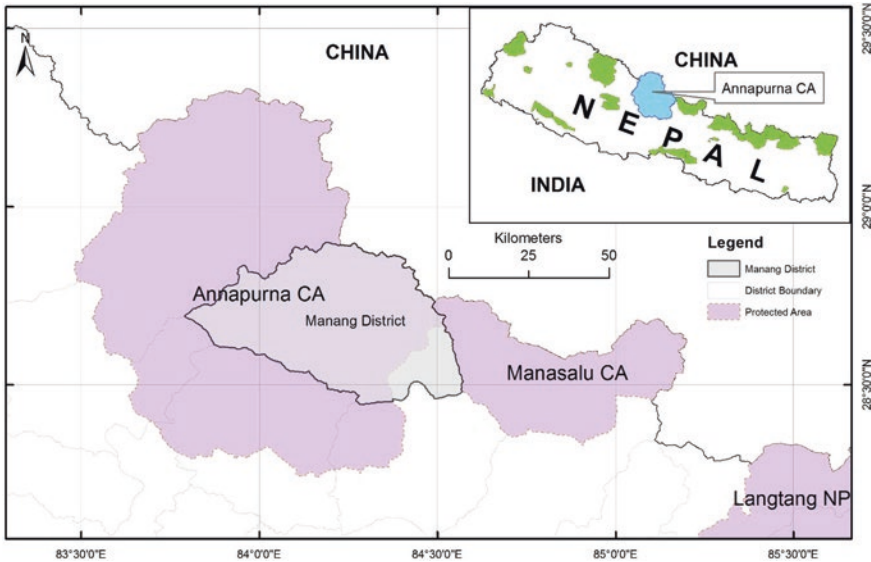 N
CHINA
CHINA
Annapurna CA
N E P A L
INDIA
Kilometers
0 25 50
Legend
Manang District
District Boundary
Protected Area
Annapurna CA
Manang District
Manasalu CA
Langtang NP
29°30'0"N
29°0'0"N
28°30'0"N
83°30'0"E
84°0'0"E
84°30'0"E
85°0'0"E
85°30'0"E